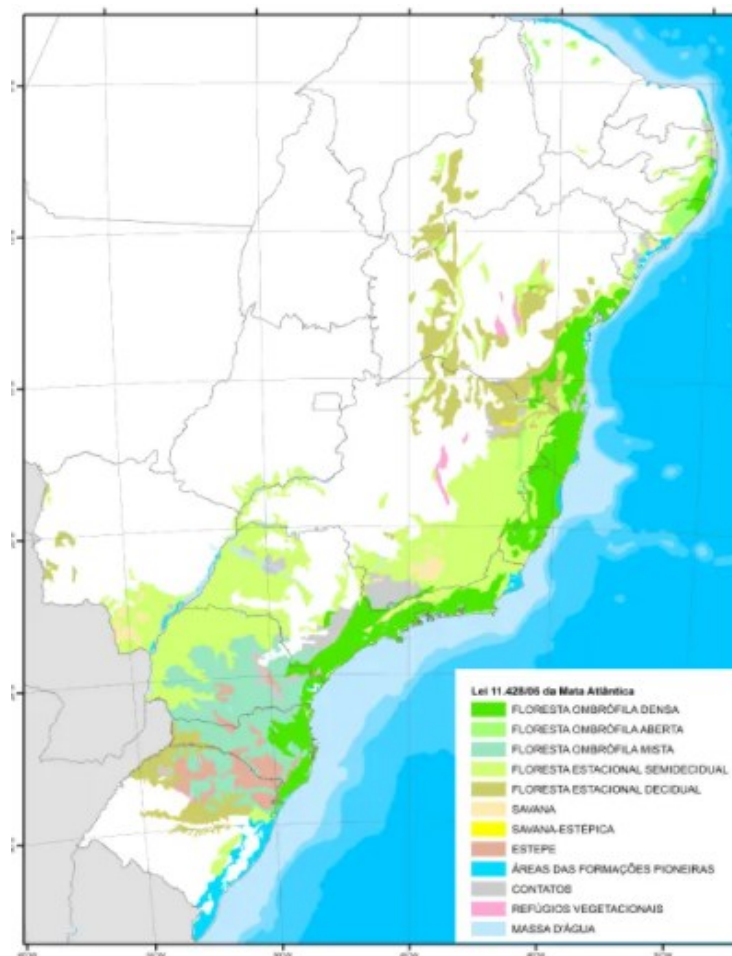 Lei 11.428/06 da Mata Atlântica
FLORESTA OMBRÓFILA DENSA
FLORESTA OMBRÓFILA ABERTA
FLORESTA OMBRÓFILA MISTA
FLORESTA ESTACIONAL SEMIDECIDUAL
FLORESTA ESTACIONAL DECIDUAL
SAVANA
SAVANA-ESTÉPICA
ESTEPE
ÁREAS DAS FORMAÇÕES PIONEIRAS
CONTATOS
REFÚGIOS VEGETACIONAIS
MASSA D'ÁGUA